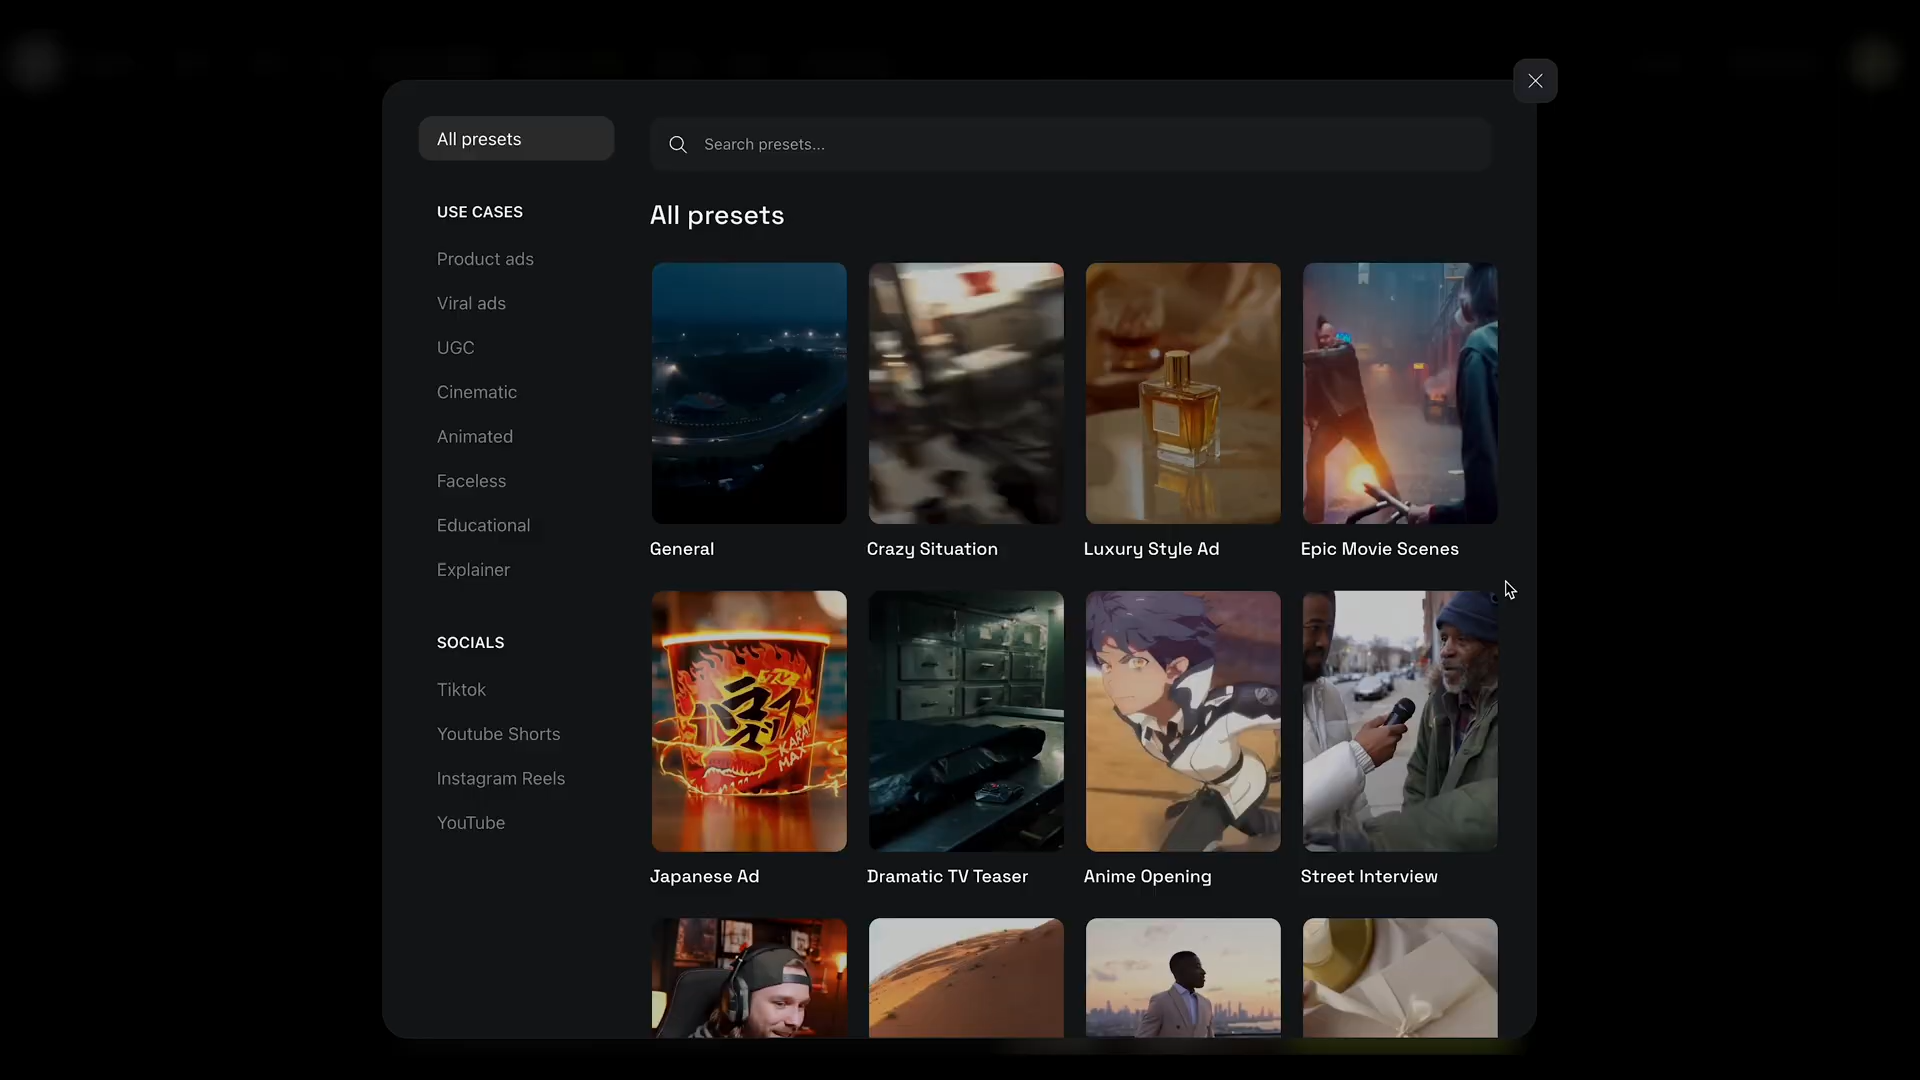 All presets
USE CASES
Product ads
Viral ads
UGC
Cinematic
Animated
Faceless
Educational
Explainer
SOCIALS
Tiktok
Youtube Shorts
Instagram Reels
YouTube
Search presets...
All presets
General
Crazy Situation
Luxury Style Ad
Epic Movie Scenes
KARA
MAX
Japanese Ad
Dramatic TV Teaser
Anime Opening
Street Interview